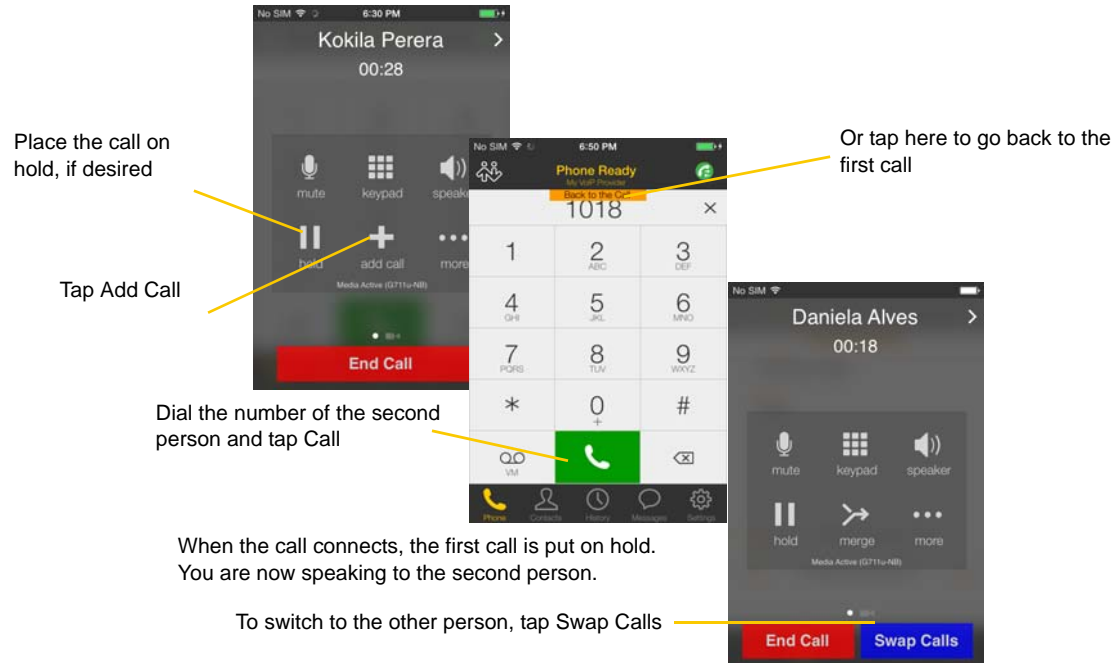 No SIM 6:30 PM
Kokila Perera
00:28
Place the call on
hold, if desired
mute keypad speake
hold add call more
Media Active (G711u-NB)
End Call
Tap Add Call
No SIM 6:50 PM
Phone Ready
My VoIP Provider
Back to the Call
1018
1 2 3
ABC DEF
4 5 6
GHI JKL MNO
7 8 9
PQRS TUV WXYZ
* 0 #
+
VM
Phone Contacts History Messages Settings
Or tap here to go back to the
first call
Dial the number of the second
person and tap Call
When the call connects, the first call is put on hold.
You are now speaking to the second person.
No SIM
Daniela Alves
00:18
mute keypad speaker
hold merge more
Media Active (G711u-NB)
End Call Swap Calls
To switch to the other person, tap Swap Calls